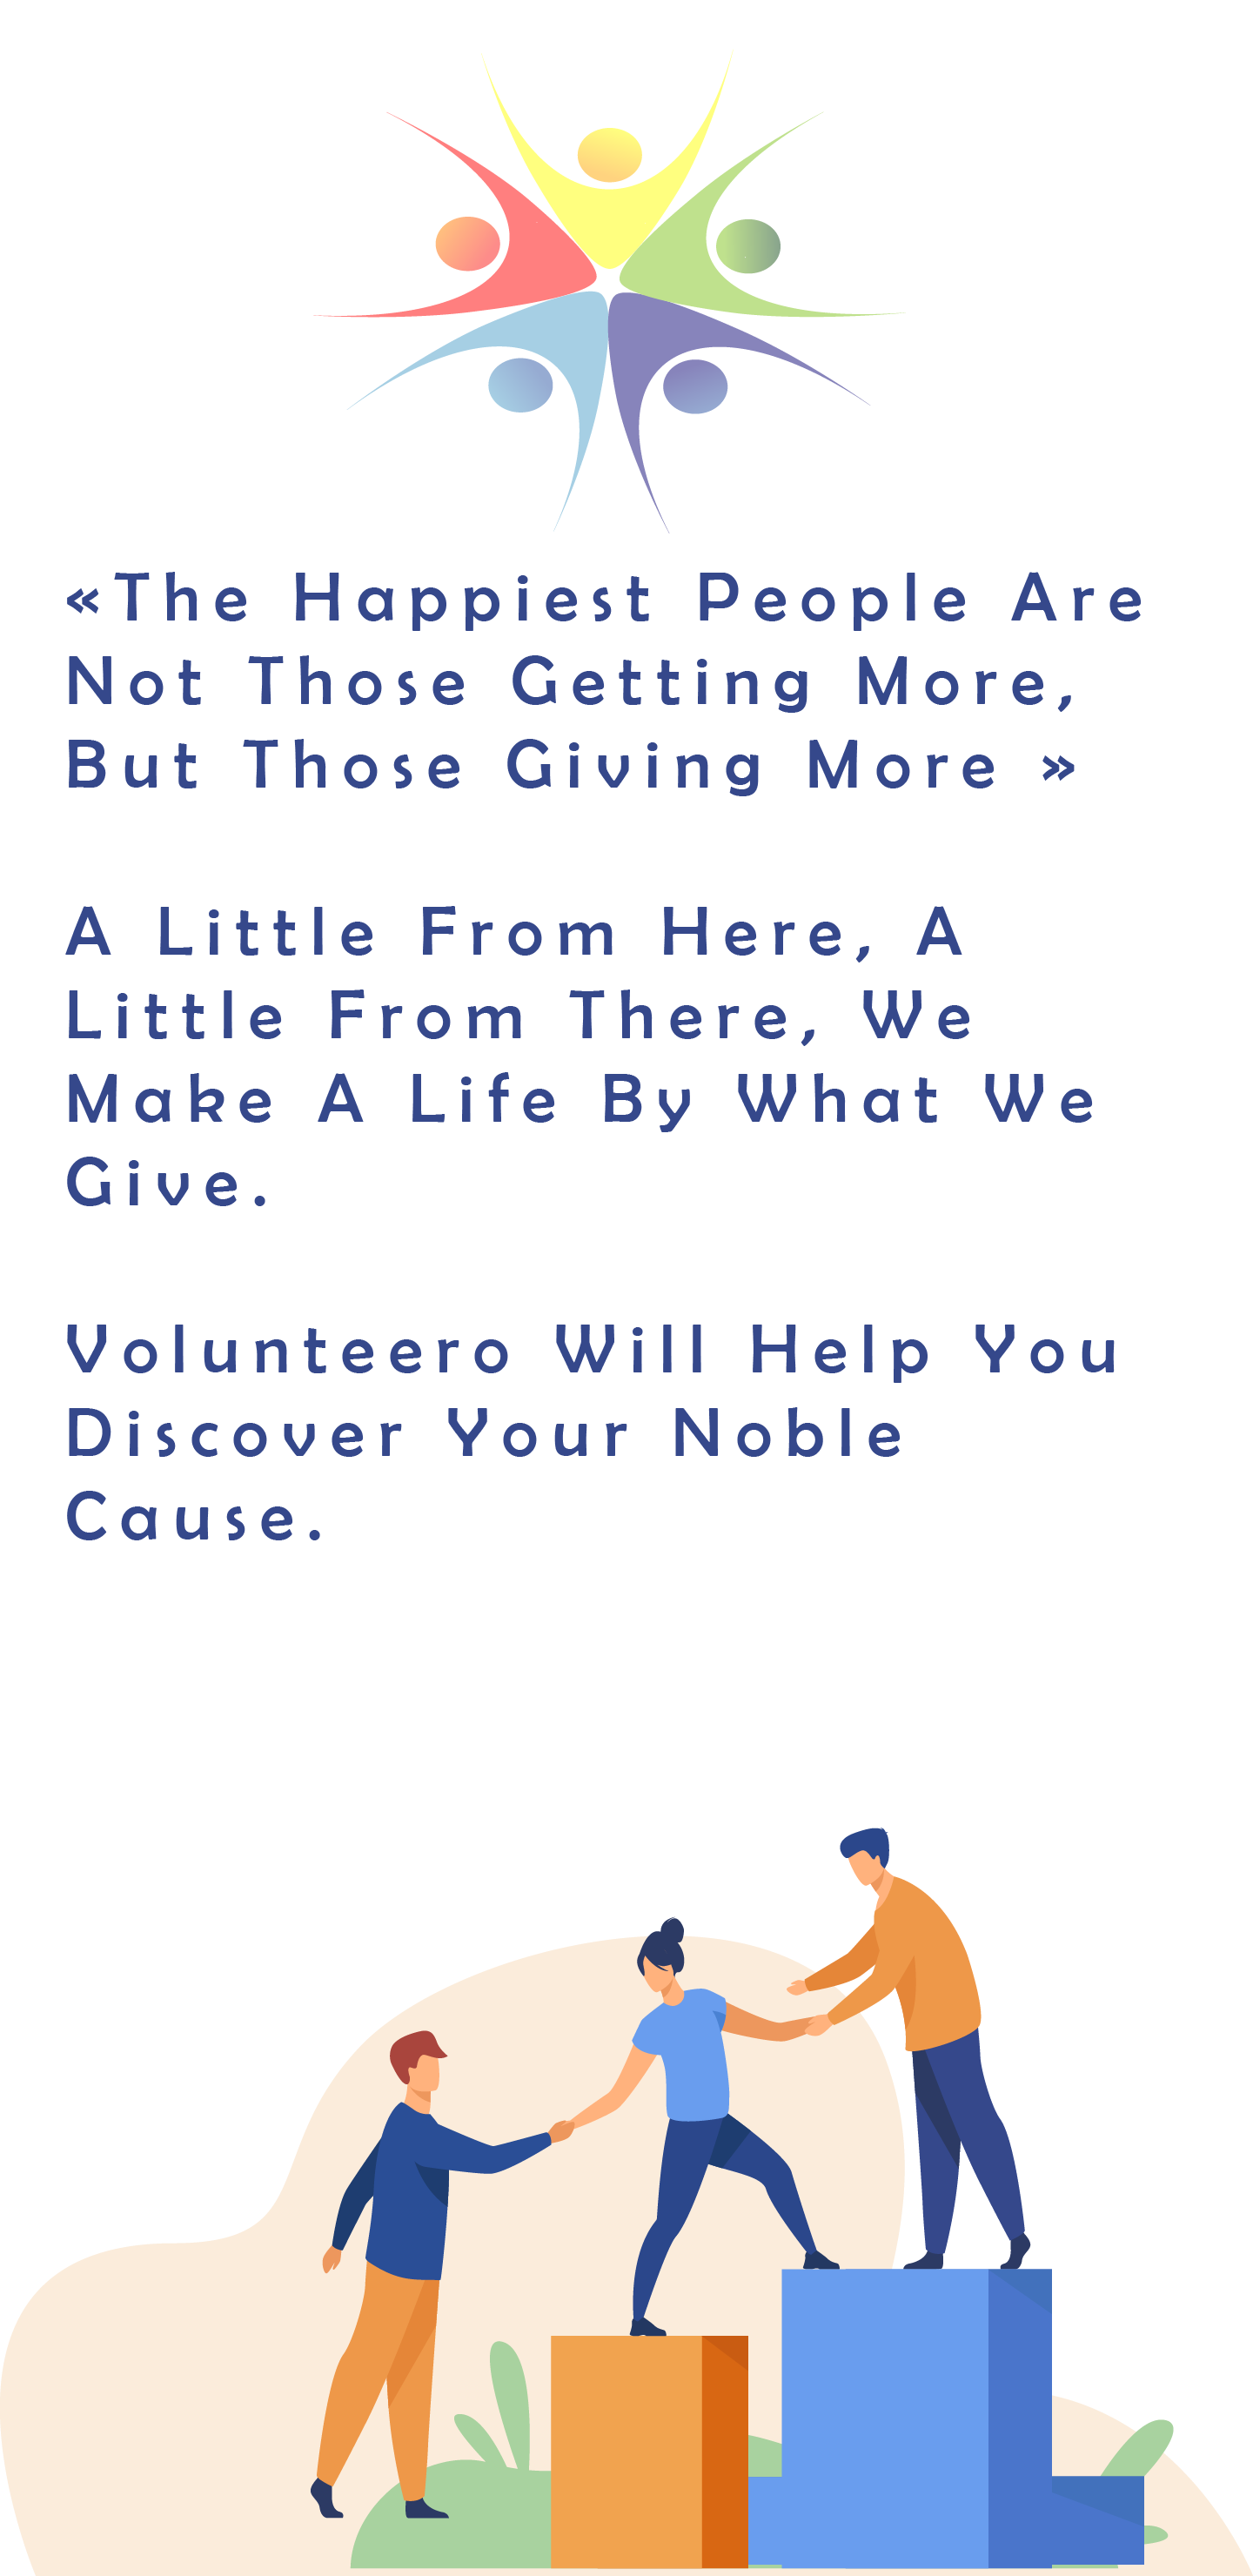 «The Happiest People Are
Not Those Getting More,
But Those Giving More »
A Little From Here, A
Little From There, We
Make A Life By What We
Give.
Volunteero Will Help You
Discover Your Noble
Cause.